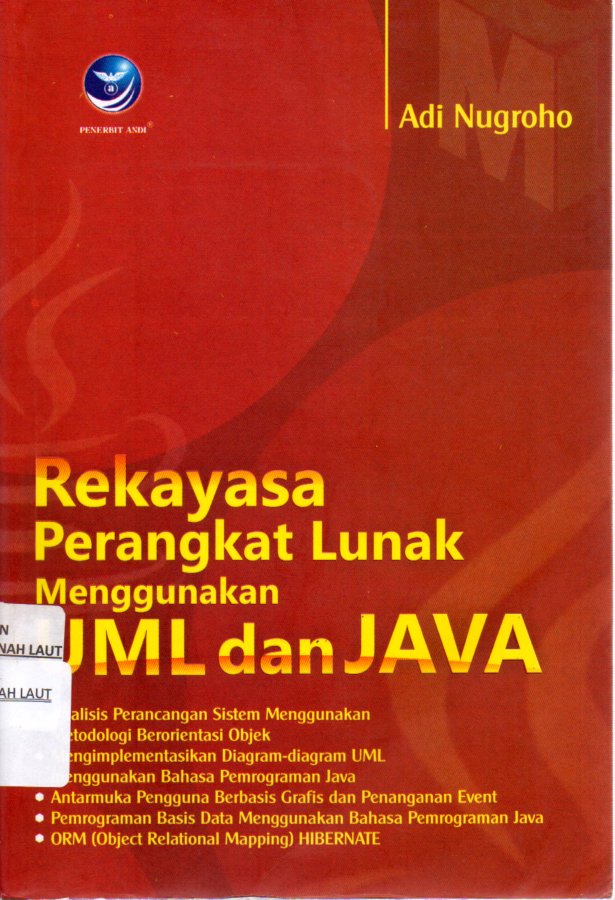 PENERBIT ANDI®
Adi Nugroho
Rekayasa
Perangkat Lunak
Menggunakan
UML dan JAVA
N
NAH LAUT
AH LAUT
alisis Perancangan Sistem Menggunakan
etodologi Berorientasi Objek
engimplementasikan Diagram-diagram UML
enggunakan Bahasa Pemrograman Java
• Antarmuka Pengguna Berbasis Grafis dan Penanganan Event
• Pemrograman Basis Data Menggunakan Bahasa Pemrograman Java
• ORM (Object Relational Mapping) HIBERNATE